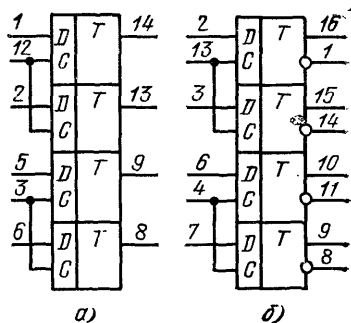 1 D T 14 2 D T 16
12 C 13 C 1
2 D T 13 3 D T 15
C C 14
5 D T 9 6 D T 10
3 C 4 C 11
6 D T 8 7 D T 9
C C 8
а) б)